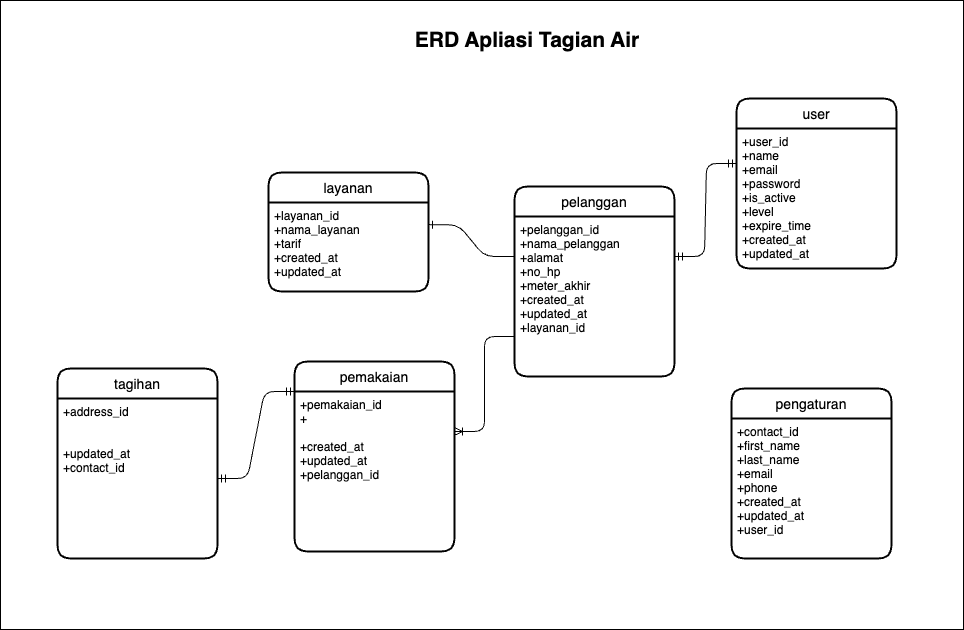 ERD Apliasi Tagian Air
user
+user_id
+name
+email
+password
+is_active
+level
+expire_time
+created_at
+updated_at
layanan
+layanan_id
+nama_layanan
+tarif
+created_at
+updated_at
pelanggan
+pelanggan_id
+nama_pelanggan
+alamat
+no_hp
+meter_akhir
+created_at
+updated_at
+layanan_id
tagihan
+address_id
+updated_at
+contact_id
pemakaian
+pemakaian_id
+
+created_at
+updated_at
+pelanggan_id
pengaturan
+contact_id
+first_name
+last_name
+email
+phone
+created_at
+updated_at
+user_id